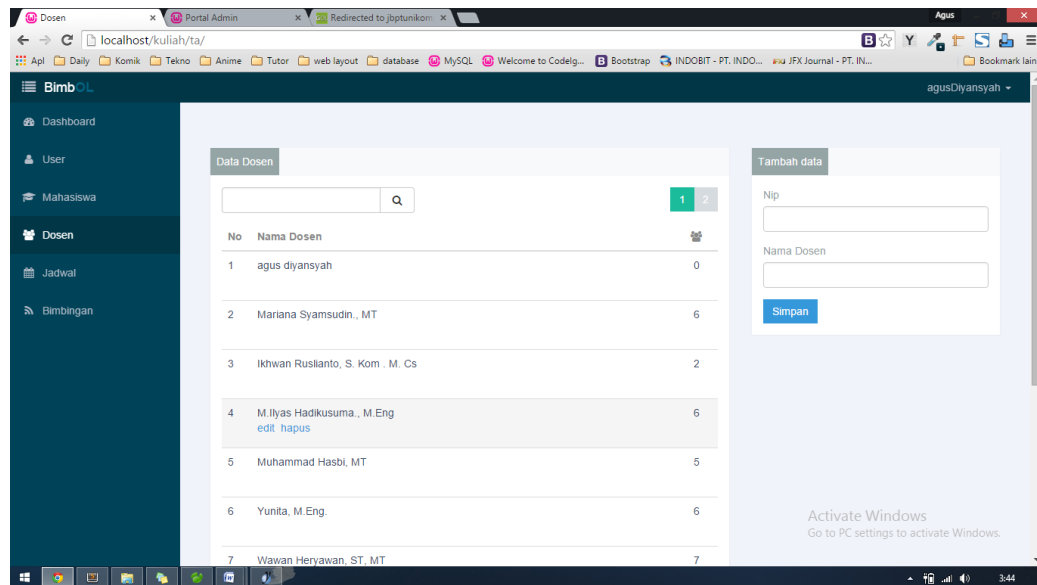 Dosen Portal Admin Redirected to jbptunikom Agus
localhost/kuliah/ta/
Apl Daily Komik Tekno Anime Tutor web layout database MySQL Welcome to CodeIg... Bootstrap INDOBIT - PT. INDO... JFX Journal - PT. IN... Bookmark lain
BimbOL agusDiyansyah
Dashboard
User
Mahasiswa
Dosen
Jadwal
Bimbingan
Data Dosen
1 2
No Nama Dosen
1 agus diyansyah 0
2 Mariana Syamsudin., MT 6
3 Ikhwan Ruslianto, S. Kom . M. Cs 2
4 M.Ilyas Hadikusuma., M.Eng 6
edit hapus
5 Muhammad Hasbi, MT 5
6 Yunita, M.Eng. 6
7 Wawan Heryawan, ST, MT 7
Tambah data
Nip
Nama Dosen
Simpan
Activate Windows
Go to PC settings to activate Windows.
3:44